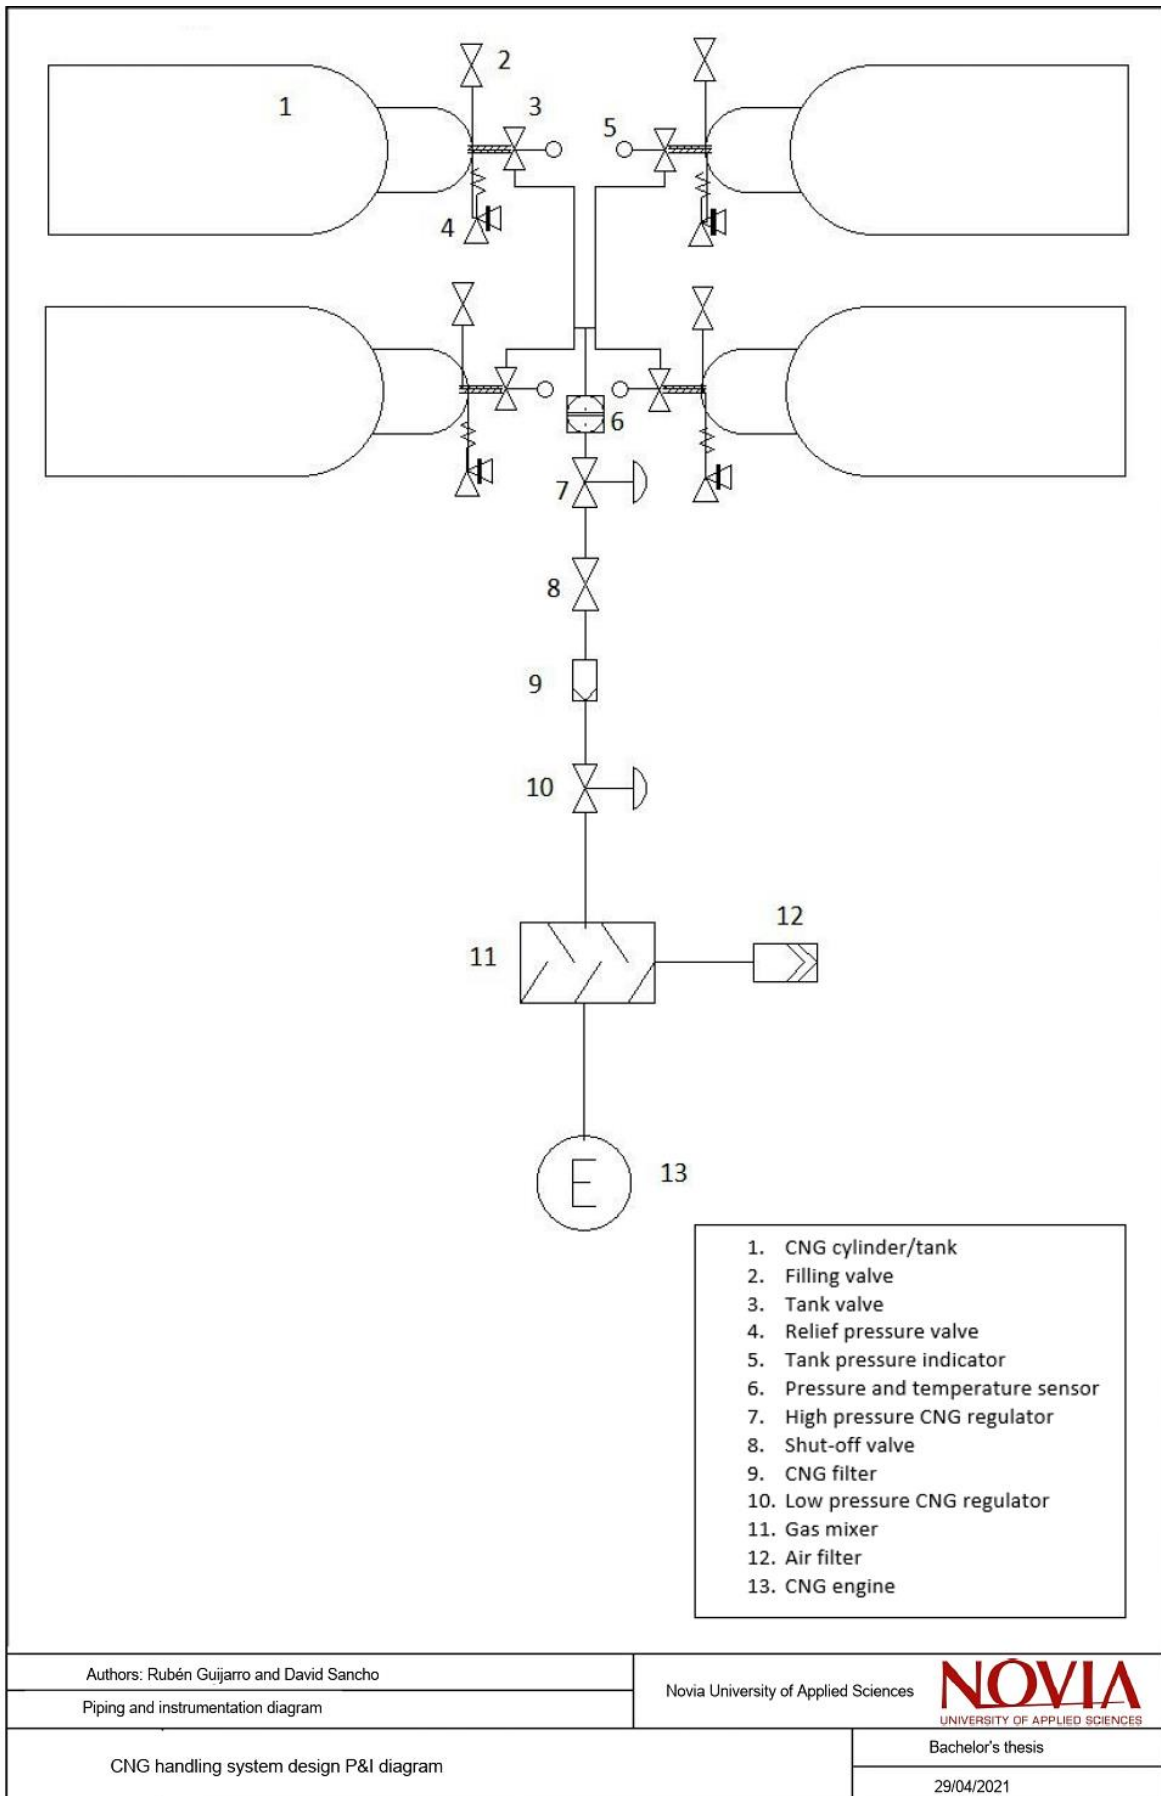 2
1
3
5
4
6
7
8
9
10
12
11
E
13
1. CNG cylinder/tank
2. Filling valve
3. Tank valve
4. Relief pressure valve
5. Tank pressure indicator
6. Pressure and temperature sensor
7. High pressure CNG regulator
8. Shut-off valve
9. CNG filter
10. Low pressure CNG regulator
11. Gas mixer
12. Air filter
13. CNG engine
Authors: Rubén Guijarro and David Sancho
Piping and instrumentation diagram
Novia University of Applied Sciences
NOVIA
UNIVERSITY OF APPLIED SCIENCES
CNG handling system design P&I diagram
Bachelor's thesis
29/04/2021